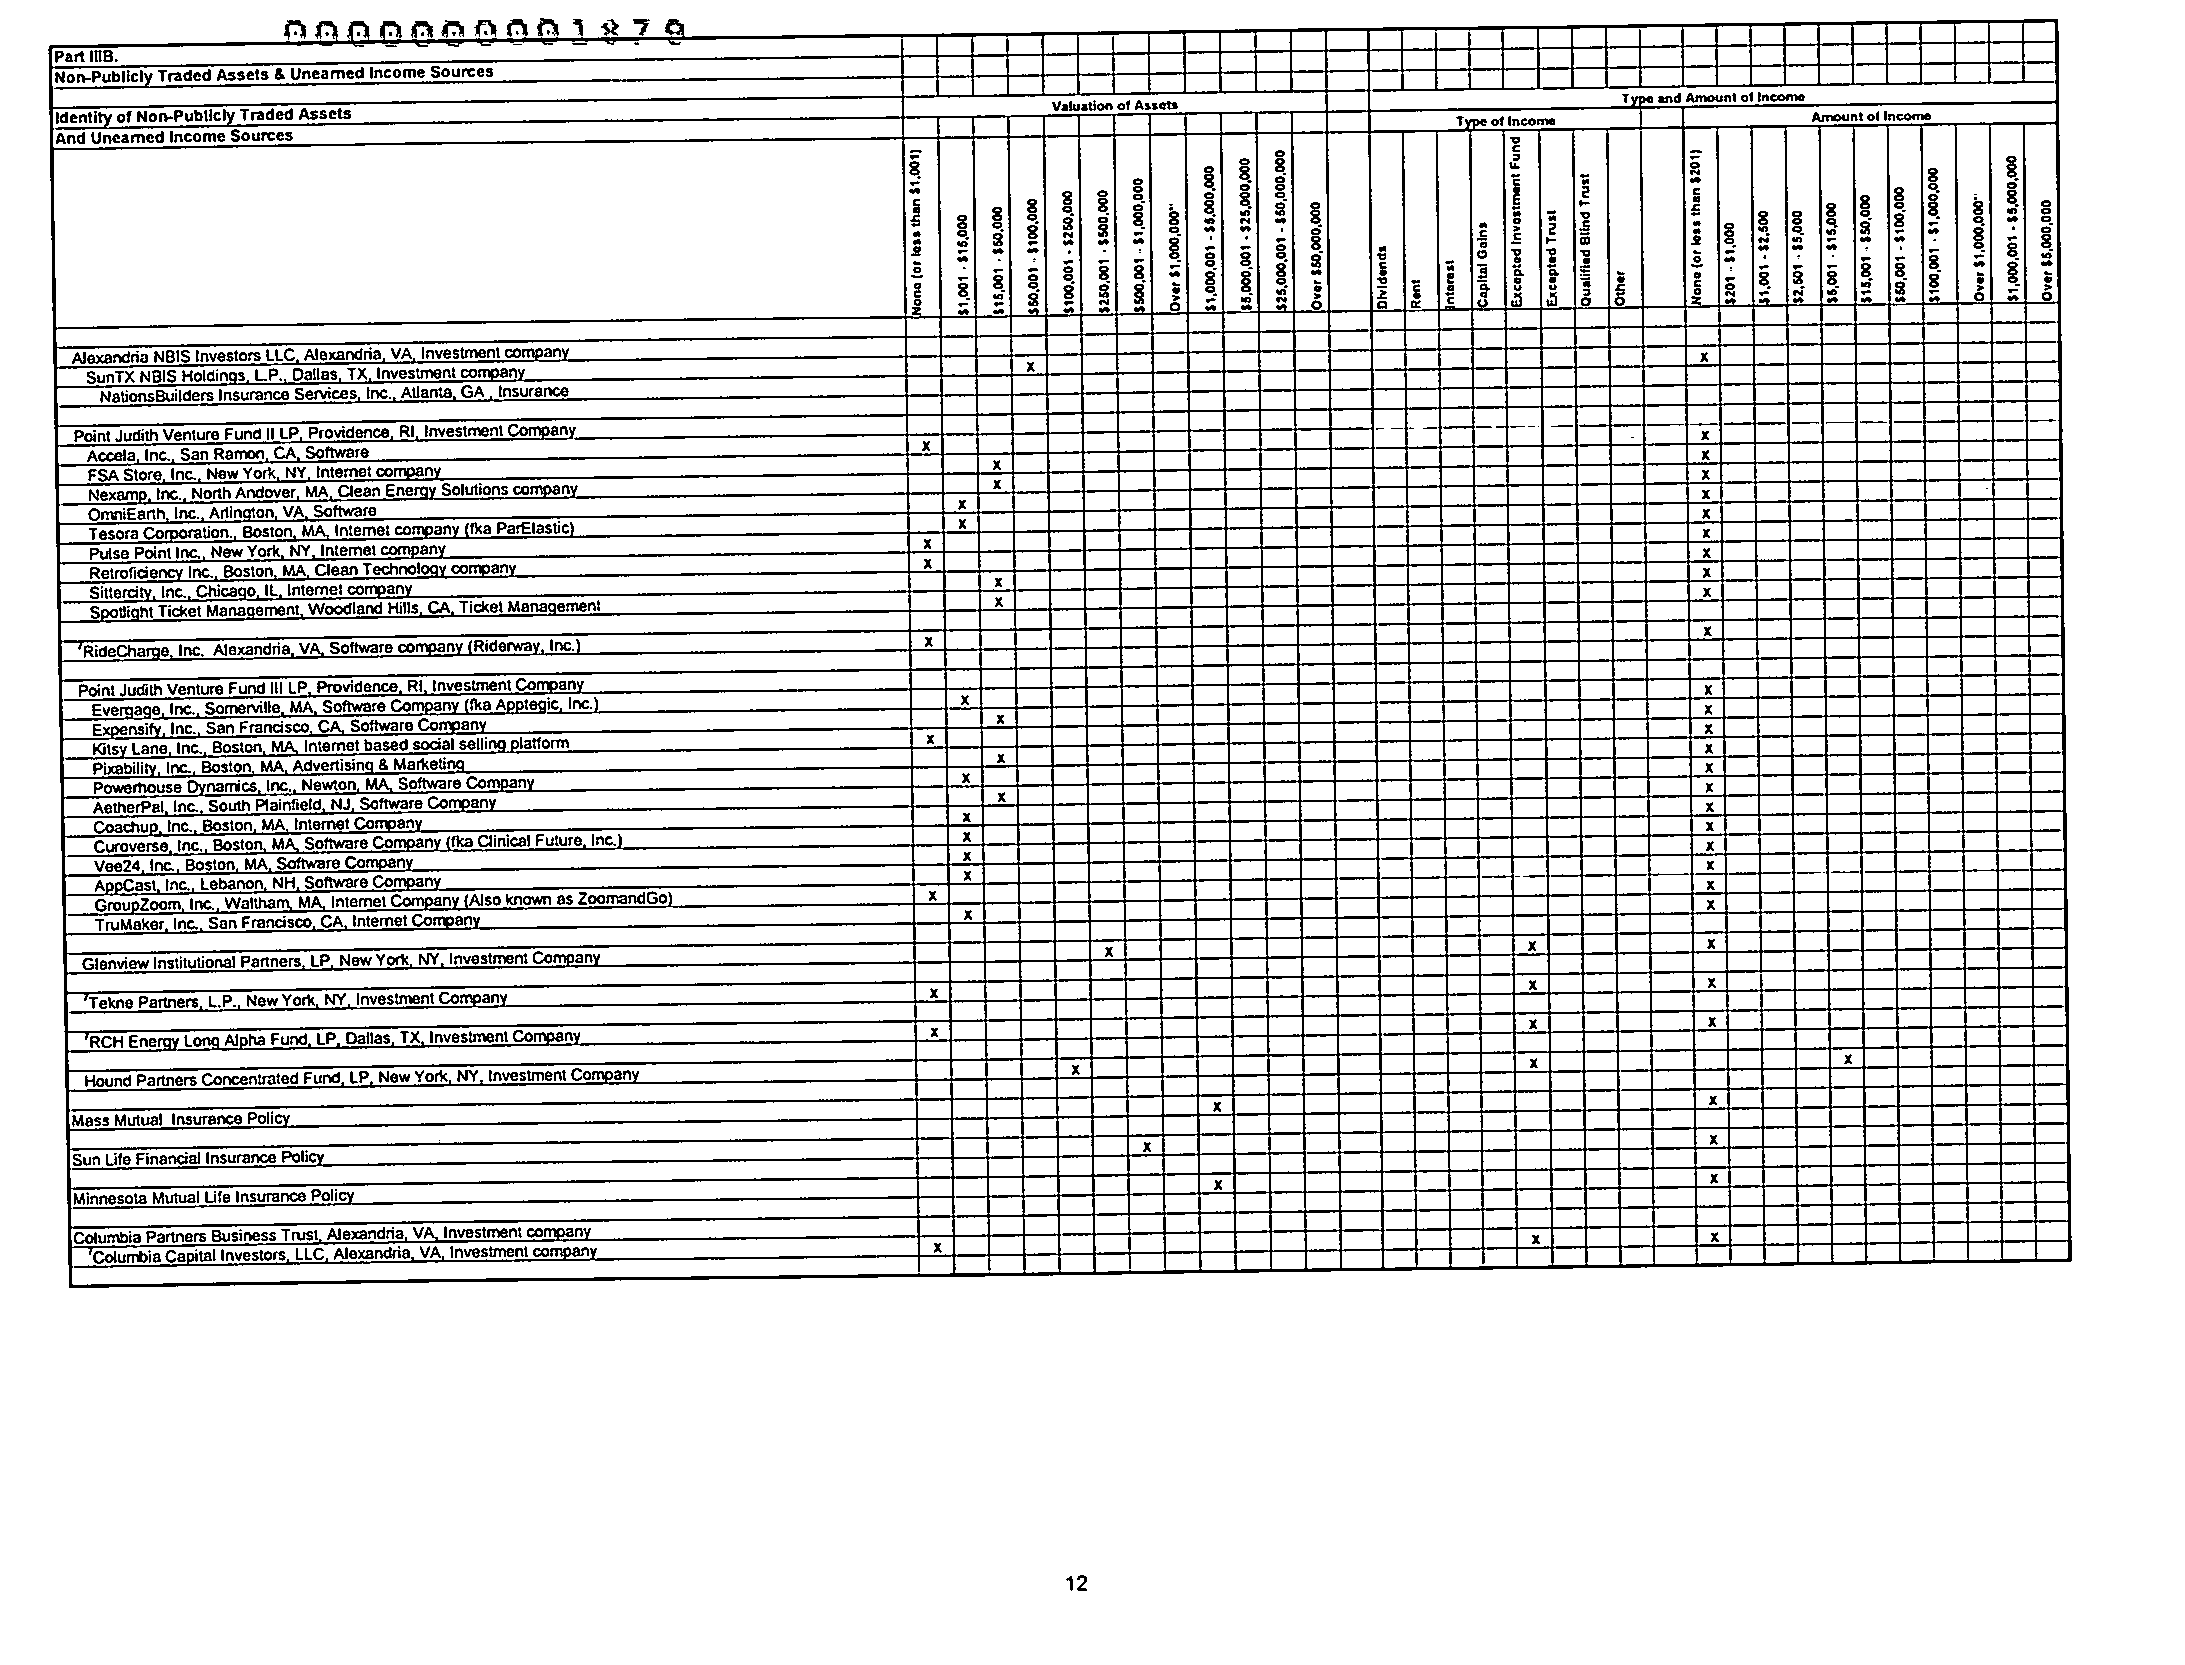 000000001879
Part IIIB.
Non-Publicly Traded Assets & Unearned Income Sources
Valuation of Assets
Type and Amount of Income
Identity of Non-Publicly Traded Assets
Type of Income
Amount of Income
And Unearned Income Sources
None (or less than $1,001)
$1,001 - $15,000
$15,001 - $50,000
$50,001 - $100,000
$100,001 - $250,000
$250,001 - $500,000
$500,001 - $1,000,000
Over $1,000,000**
$1,000,001 - $5,000,000
$5,000,001 - $25,000,000
$25,000,001 - $50,000,000
Over $50,000,000
Dividends
Rent
Interest
Capital Gains
Excepted Investment Fund
Excepted Trust
Qualified Blind Trust
Other
None (or less than $201)
$201 - $1,000
$1,001 - $2,500
$2,501 - $5,000
$5,001 - $15,000
$15,001 - $50,000
$50,001 - $100,000
$100,001 - $1,000,000
Over $1,000,000**
$1,000,001 - $5,000,000
Over $5,000,000
Alexandria NBIS Investors LLC, Alexandria, VA, Investment company
SunTX NBIS Holdings, L.P., Dallas, TX, Investment company X X
NationsBuilders Insurance Services, Inc., Atlanta, GA , Insurance
Point Judith Venture Fund II LP, Providence, RI, Investment Company
Accela, Inc., San Ramon, CA, Software X X
FSA Store, Inc., New York, NY, Internet company X X
Nexamp, Inc., North Andover, MA, Clean Energy Solutions company X X
OmniEarth, Inc., Arlington, VA, Software X X
Tesora Corporation., Boston, MA, Internet company (fka ParElastic) X X
Pulse Point Inc., New York, NY, Internet company X X
Retroficiency Inc., Boston, MA, Clean Technology company X X
Sittercity, Inc., Chicago, IL, Internet company X X
Spotlight Ticket Management, Woodland Hills, CA, Ticket Management X X
'RideCharge, Inc. Alexandria, VA, Software company (Riderway, Inc.) X X
Point Judith Venture Fund III LP, Providence, RI, Investment Company
Evergage, Inc., Somerville, MA, Software Company (fka Apptegic, Inc.) X X
Expensify, Inc., San Francisco, CA, Software Company X X
Kitsy Lane, Inc., Boston, MA, Internet based social selling platform X X
Pixability, Inc., Boston, MA, Advertising & Marketing X X
Powerhouse Dynamics, Inc., Newton, MA, Software Company X X
AetherPal, Inc., South Plainfield, NJ, Software Company X X
Coachup, Inc., Boston, MA, Internet Company X X
Curoverse, Inc., Boston, MA, Software Company (fka Clinical Future, Inc.) X X
Vee24, Inc., Boston, MA, Software Company X X
AppCast, Inc., Lebanon, NH, Software Company X X
GroupZoom, Inc., Waltham, MA, Internet Company (Also known as ZoomandGo) X X
TruMaker, Inc., San Francisco, CA, Internet Company X X
Glenview Institutional Partners, LP, New York, NY, Investment Company X X X
'Tekne Partners, L.P., New York, NY, Investment Company X X X
'RCH Energy Long Alpha Fund, LP, Dallas, TX, Investment Company X X X
Hound Partners Concentrated Fund, LP, New York, NY, Investment Company X X X
Mass Mutual Insurance Policy X X
Sun Life Financial Insurance Policy X X
Minnesota Mutual Life Insurance Policy X X
Columbia Partners Business Trust, Alexandria, VA, Investment company
'Columbia Capital Investors, LLC, Alexandria, VA, Investment company X X X
12